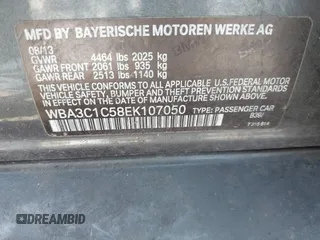 MFD BY BAYERISCHE MOTOREN WERKE AG
08/13
GVWR 4464 lbs 2025 kg
GAWR FRONT 2061 lbs 935 kg
GAWR REAR 2513 lbs 1140 kg
THIS VEHICLE CONFORMS TO ALL APPLICABLE U.S. FEDERAL MOTOR
VEHICLE SAFETY, BUMPER, AND THEFT PREVENTION STANDARDS
IN EFFECT ON THE DATE OF MANUFACTURE SHOWN ABOVE.
WBA3C1C58EK107050 TYPE: PASSENGER CAR
DREAMBID